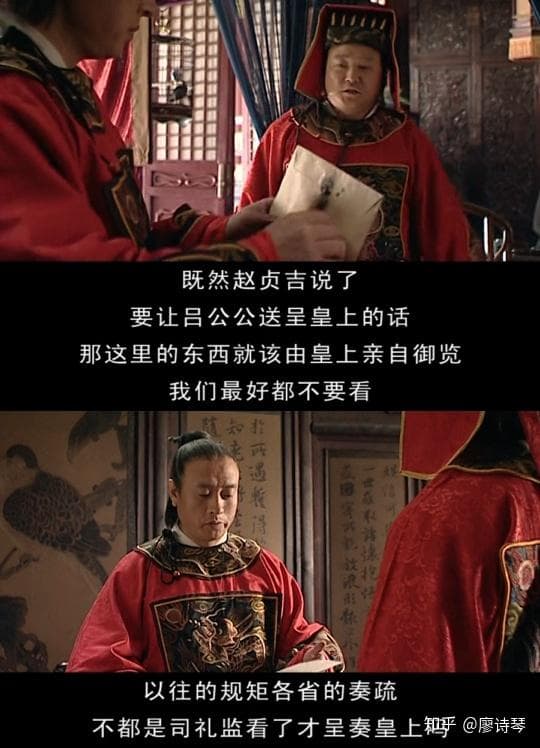 既然赵贞吉说了
要让吕公公送呈皇上的话
那这里的东西就该由皇上亲自御览
我们最好都不要看
以往的规矩各省的奏疏
不都是司礼监看了才呈奏皇上吗
知乎 @廖诗琴